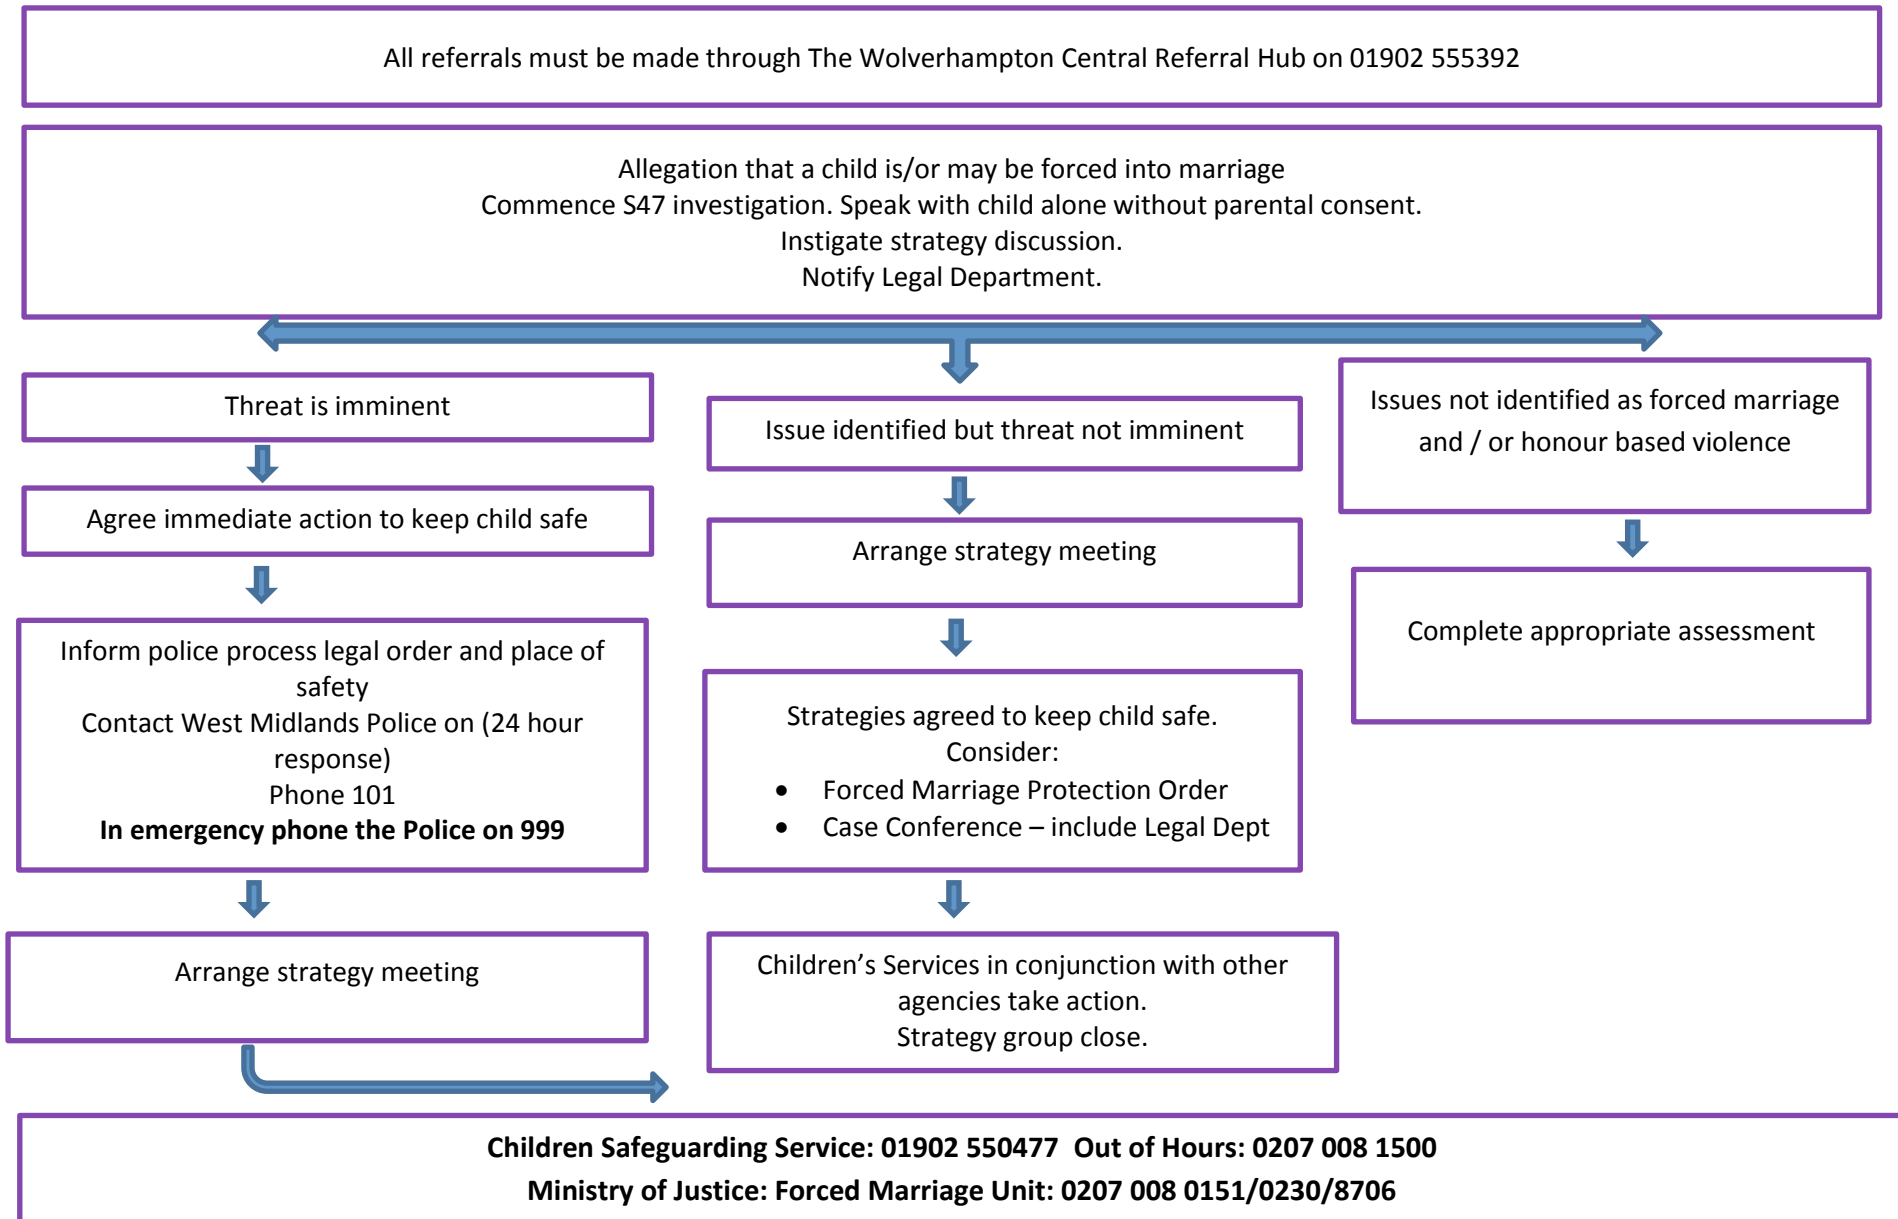 All referrals must be made through The Wolverhampton Central Referral Hub on 01902 555392
Allegation that a child is/or may be forced into marriage
Commence S47 investigation. Speak with child alone without parental consent.
Instigate strategy discussion.
Notify Legal Department.
Threat is imminent
Agree immediate action to keep child safe
Inform police process legal order and place of
safety
Contact West Midlands Police on (24 hour
response)
Phone 101
In emergency phone the Police on 999
Arrange strategy meeting
Issue identified but threat not imminent
Arrange strategy meeting
Strategies agreed to keep child safe.
Consider:
• Forced Marriage Protection Order
• Case Conference – include Legal Dept
Children’s Services in conjunction with other
agencies take action.
Strategy group close.
Issues not identified as forced marriage
and / or honour based violence
Complete appropriate assessment
Children Safeguarding Service: 01902 550477 Out of Hours: 0207 008 1500
Ministry of Justice: Forced Marriage Unit: 0207 008 0151/0230/8706